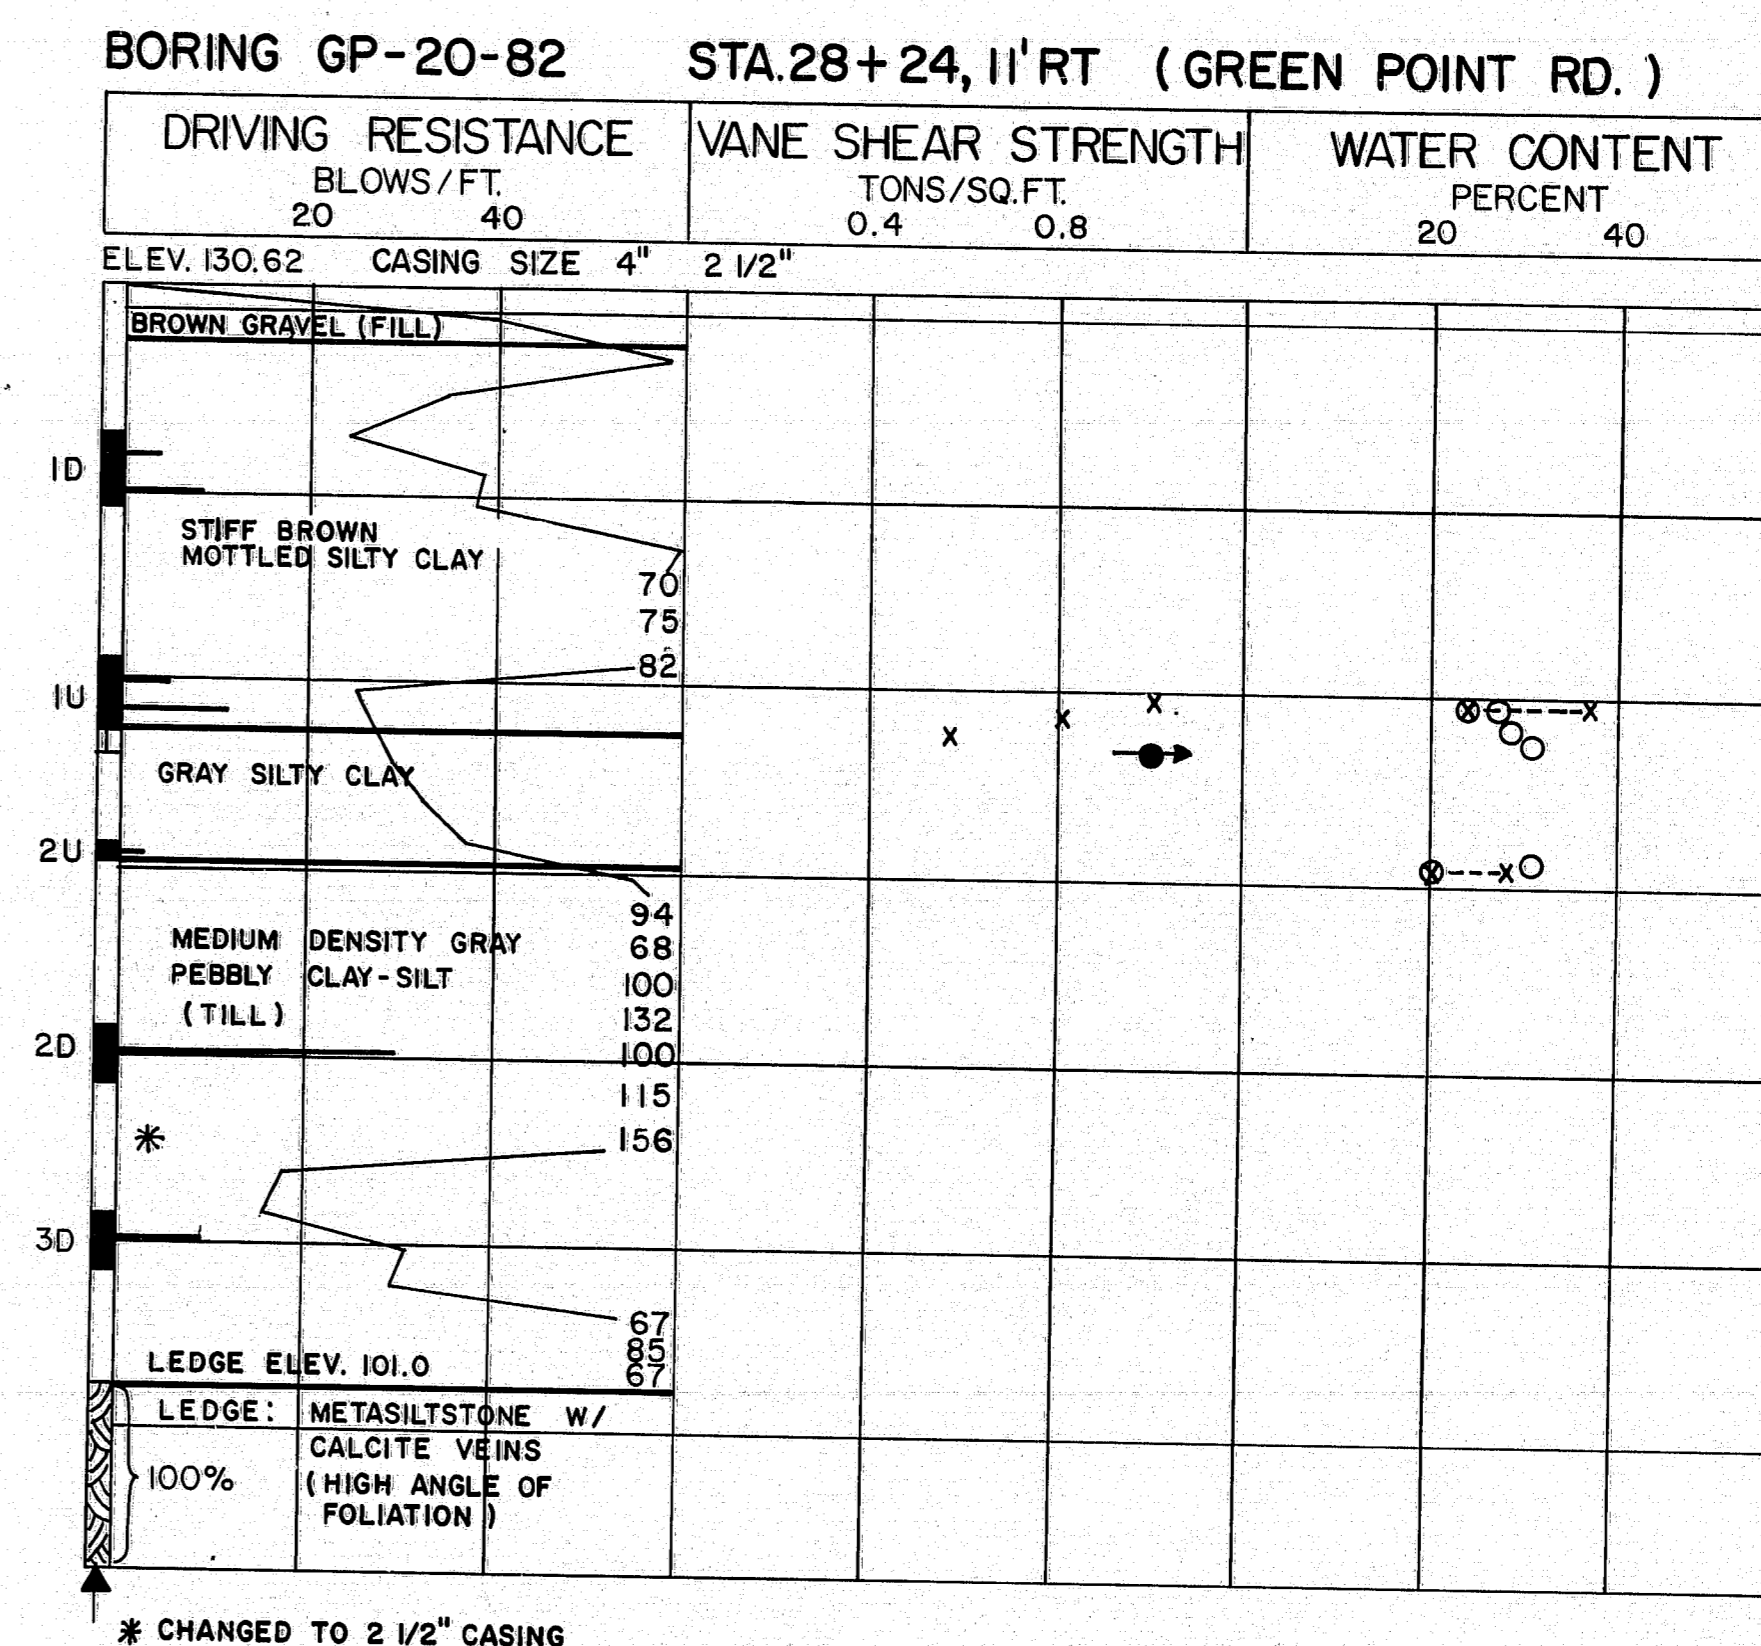 BORING GP-20-82 STA.28+24, 11' RT (GREEN POINT RD.)
DRIVING RESISTANCE VANE SHEAR STRENGTH WATER CONTENT
BLOWS/FT. TONS/SQ.FT. PERCENT
20 40 0.4 0.8 20 40
ELEV. 130.62 CASING SIZE 4" 2 1/2"
BROWN GRAVEL (FILL)
1D
STIFF BROWN
MOTTLED SILTY CLAY
70
75
82
1U
GRAY SILTY CLAY
2U
94
MEDIUM DENSITY GRAY 68
PEBBLY CLAY-SILT 100
(TILL) 132
2D 100
115
* 156
3D
67
85
LEDGE ELEV. 101.0 67
LEDGE: METASILTSTONE W/
CALCITE VEINS
100% (HIGH ANGLE OF
FOLIATION)
* CHANGED TO 2 1/2" CASING